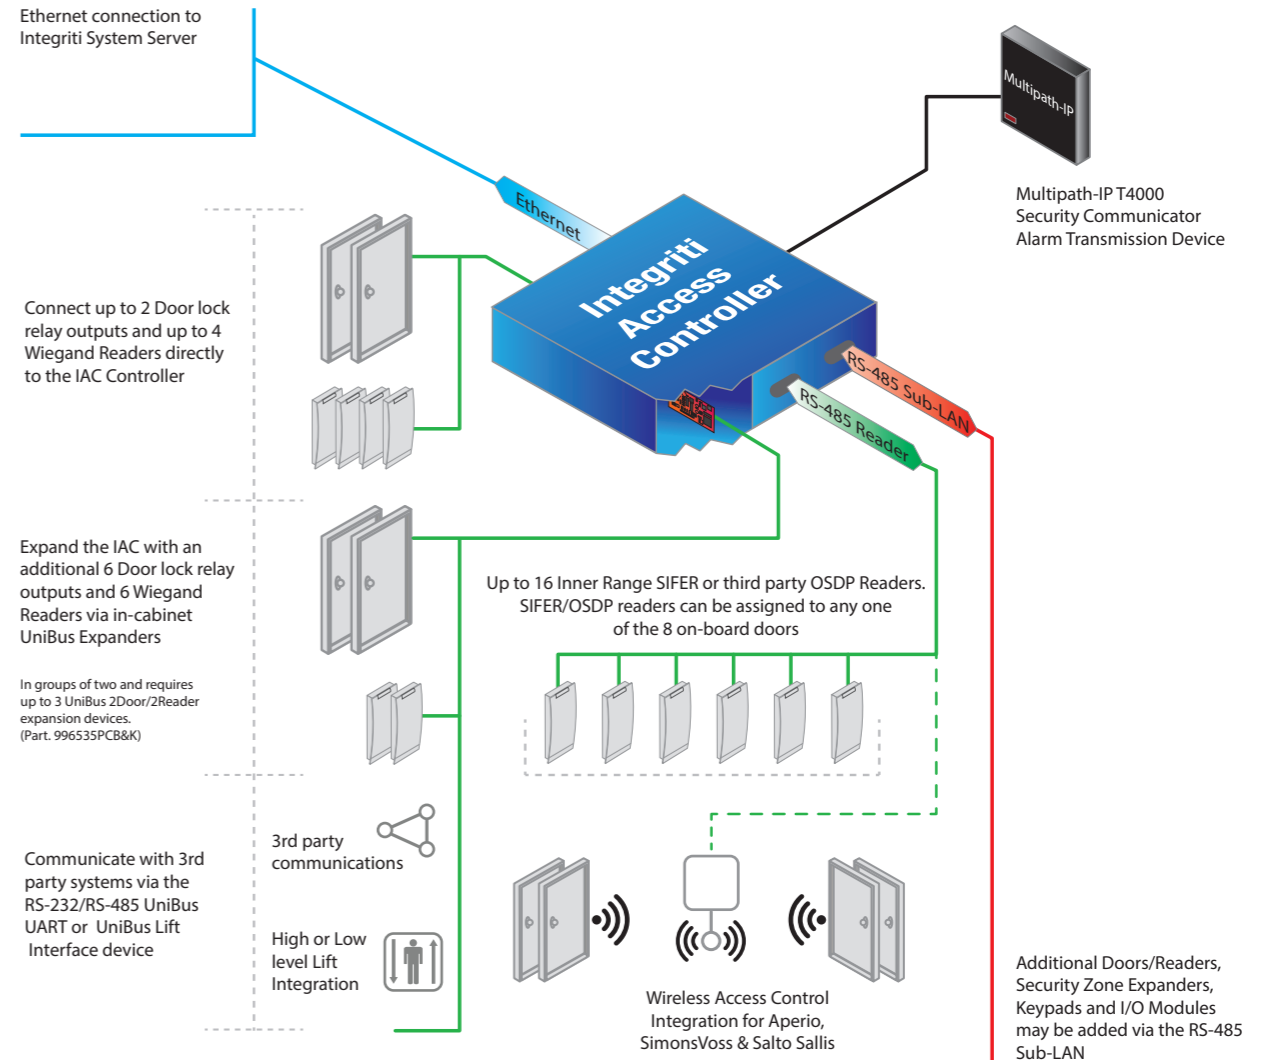 Ethernet connection to
Integriti System Server
Multipath-IP
Multipath-IP T4000
Security Communicator
Alarm Transmission Device
Ethernet
Integriti
Access
Controller
RS-485 Sub-LAN
RS-485 Reader
Connect up to 2 Door lock
relay outputs and up to 4
Wiegand Readers directly
to the IAC Controller
Expand the IAC with an
additional 6 Door lock relay
outputs and 6 Wiegand
Readers via in-cabinet
UniBus Expanders
In groups of two and requires
up to 3 UniBus 2Door/2Reader
expansion devices.
(Part. 996535PCB&K)
Up to 16 Inner Range SIFER or third party OSDP Readers.
SIFER/OSDP readers can be assigned to any one
of the 8 on-board doors
Communicate with 3rd
party systems via the
RS-232/RS-485 UniBus
UART or UniBus Lift
Interface device
3rd party
communications
High or Low
level Lift
Integration
Wireless Access Control
Integration for Aperio,
SimonsVoss & Salto Sallis
Additional Doors/Readers,
Security Zone Expanders,
Keypads and I/O Modules
may be added via the RS-485
Sub-LAN